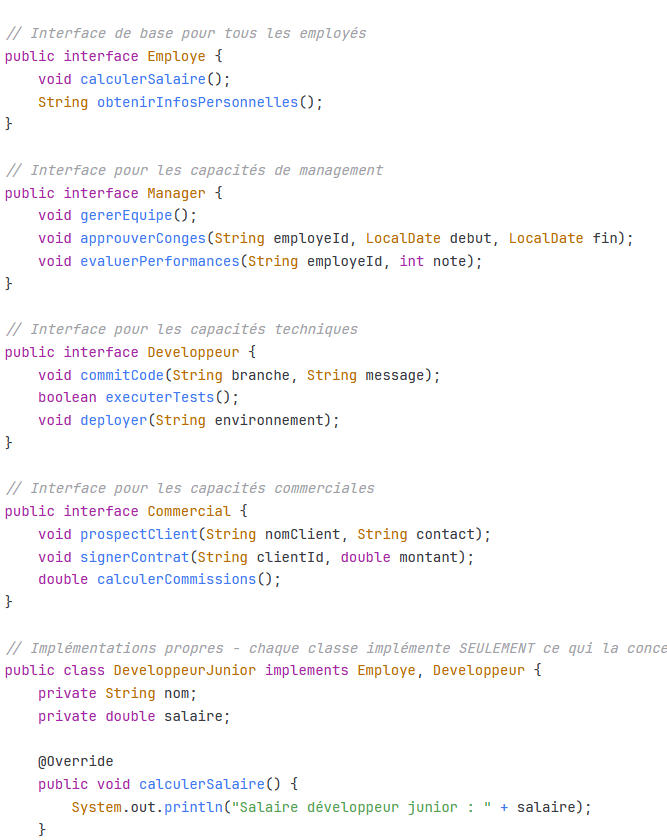 // Interface de base pour tous les employés
public interface Employe {
    void calculerSalaire();
    String obtenirInfosPersonnelles();
}

// Interface pour les capacités de management
public interface Manager {
    void gererEquipe();
    void approuverConges(String employeId, LocalDate debut, LocalDate fin);
    void evaluerPerformances(String employeId, int note);
}

// Interface pour les capacités techniques
public interface Developpeur {
    void commitCode(String branche, String message);
    boolean executerTests();
    void deployer(String environnement);
}

// Interface pour les capacités commerciales
public interface Commercial {
    void prospectClient(String nomClient, String contact);
    void signerContrat(String clientId, double montant);
    double calculerCommissions();
}

// Implémentations propres - chaque classe implémente SEULEMENT ce qui la conce
public class DeveloppeurJunior implements Employe, Developpeur {
    private String nom;
    private double salaire;

    @Override
    public void calculerSalaire() {
        System.out.println("Salaire développeur junior : " + salaire);
    }